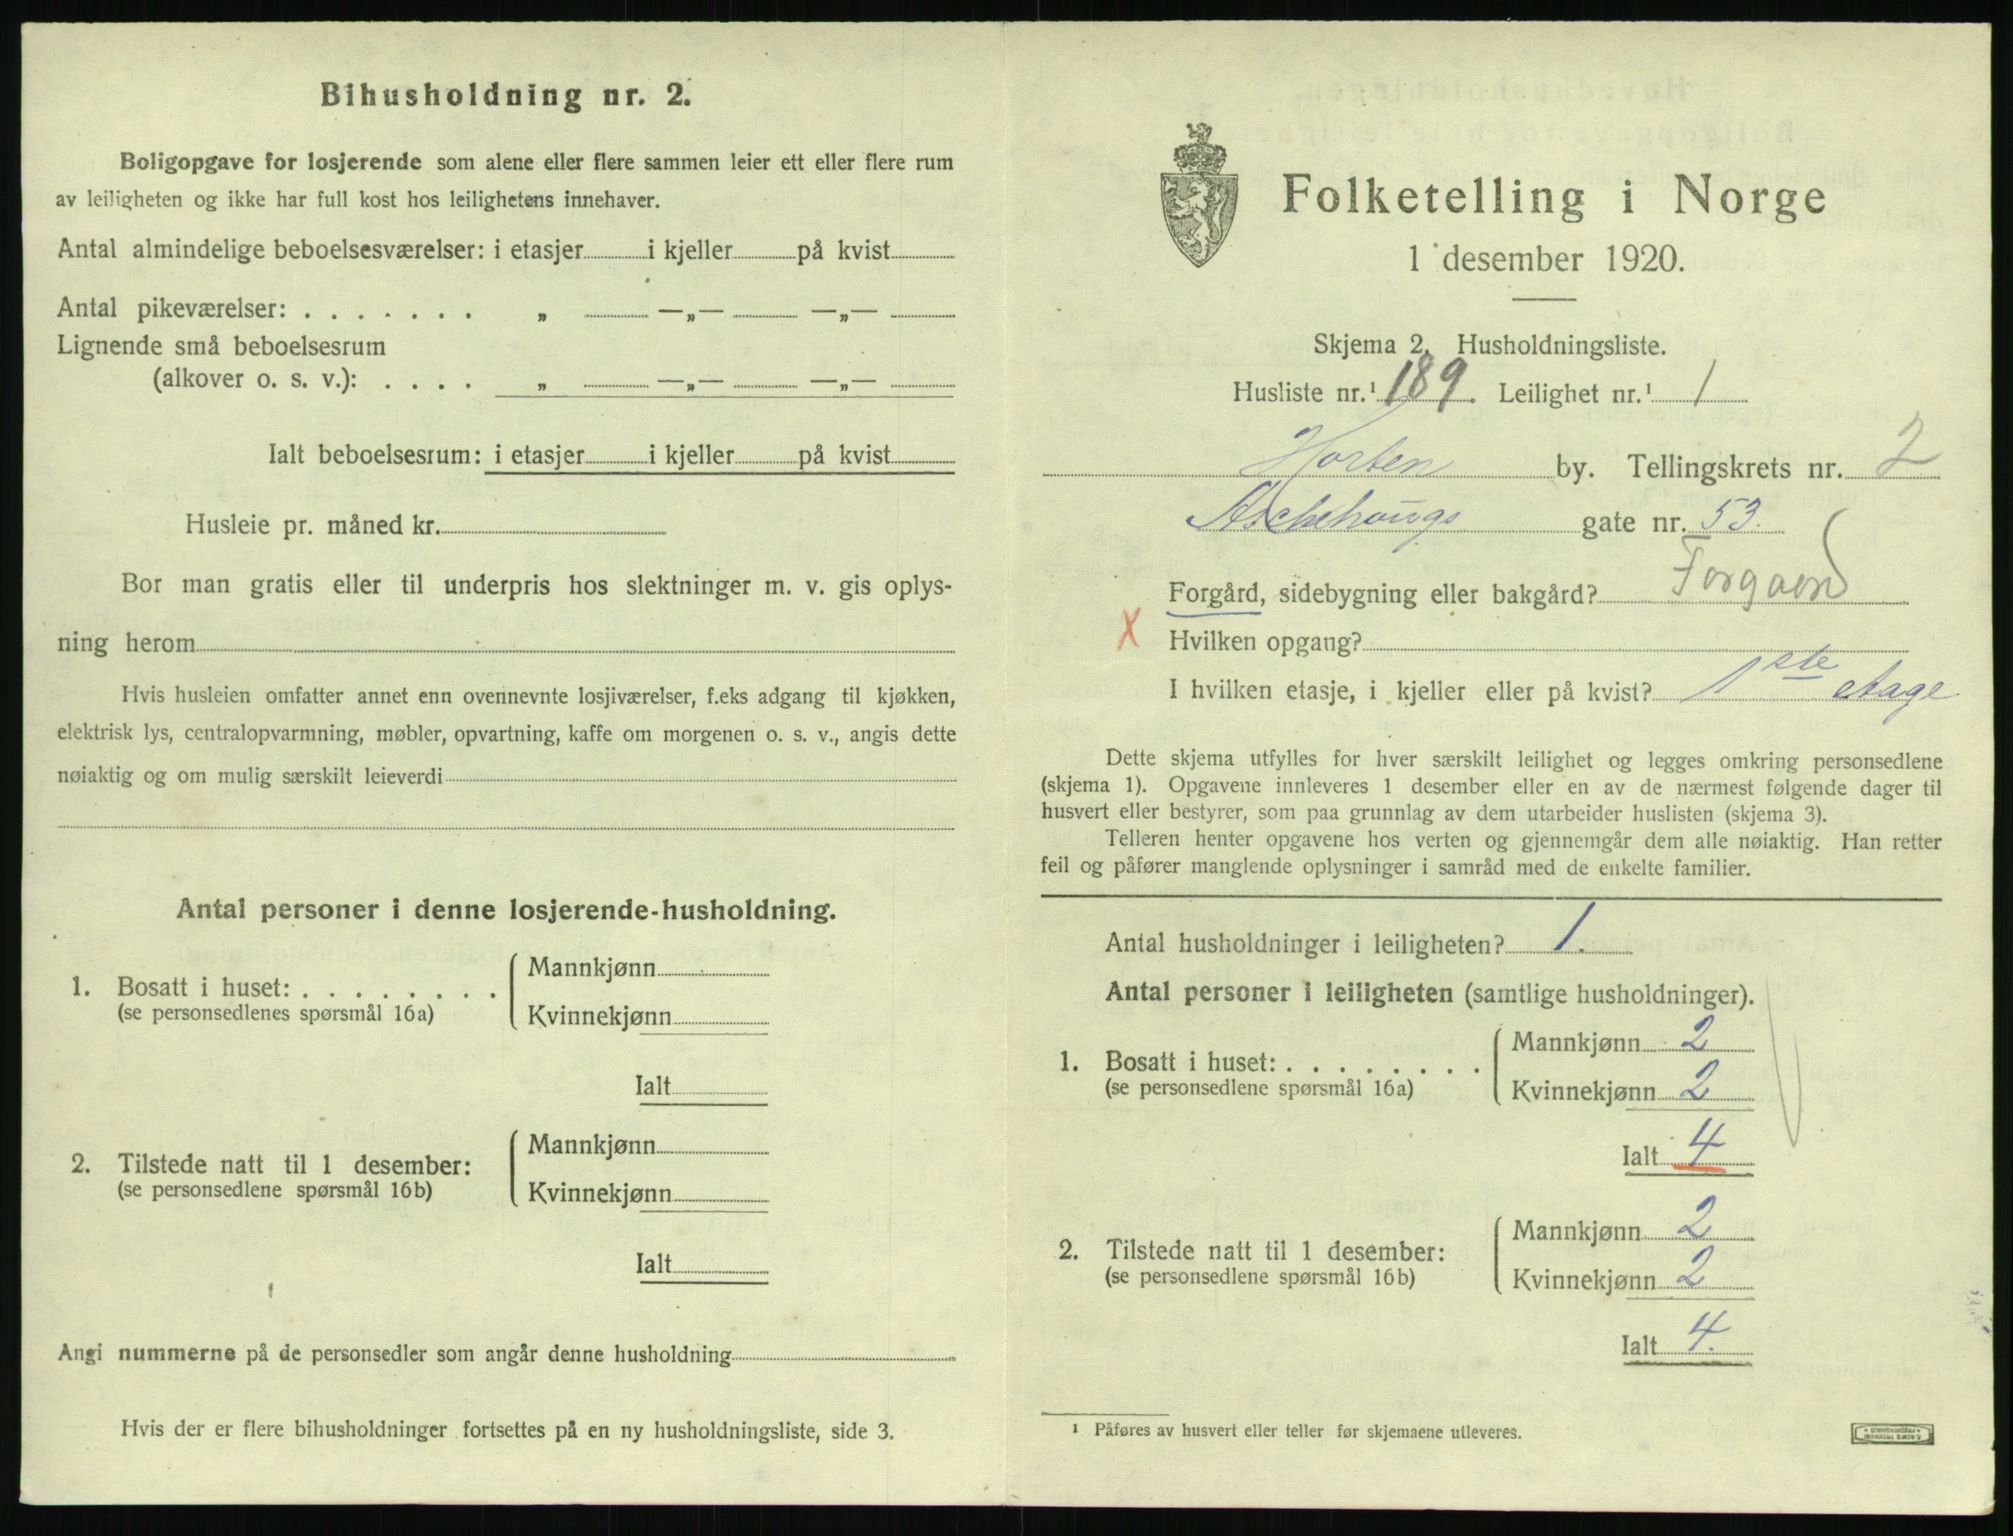 Bihusholdning nr. 2.
Boligopgave for losjerende som alene eller flere sammen leier ett eller flere rum
av leiligheten og ikke har full kost hos leilighetens innehaver.
Antal almindelige beboelsesværelser: i etasjer i kjeller på kvist
Antal pikeværelser: . . . . . . . „ —„— —„—
Lignende små beboelsesrum
(alkover o. s. v.): . . . . „ —„— —„—
Ialt beboelsesrum: i etasjer i kjeller på kvist
Husleie pr. måned kr.
Bor man gratis eller til underpris hos slektninger m. v. gis oplys-
ning herom
Hvis husleien omfatter annet enn ovennevnte losjiværelser, f.eks adgang til kjøkken,
elektrisk lys, centralopvarmning, møbler, opvartning, kaffe om morgenen o. s. v., angis dette
nøiaktig og om mulig særskilt leieverdi
Antal personer i denne losjerende-husholdning.
1. Bosatt i huset: . . . . . . . . Mannkjønn
(se personsedlenes spørsmål 16a) Kvinnekjønn
Ialt
2. Tilstede natt til 1 desember: Mannkjønn
(se personsedlene spørsmål 16b) Kvinnekjønn
Ialt
Angi nummerne på de personsedler som angår denne husholdning
Hvis der er flere bihusholdninger fortsettes på en ny husholdningsliste, side 3.
Folketelling i Norge
1 desember 1920.
Skjema 2. Husholdningsliste.
Husliste nr.¹ 189. Leilighet nr.¹ 1
Horten by. Tellingskrets nr. 2
Aschehougs gate nr. 53.
Forgård, sidebygning eller bakgård? Forgaard
X Hvilken opgang?
I hvilken etasje, i kjeller eller på kvist? 1ste etage
Dette skjema utfylles for hver særskilt leilighet og legges omkring personsedlene
(skjema 1). Opgavene innleveres 1 desember eller en av de nærmest følgende dager til
husvert eller bestyrer, som paa grunnlag av dem utarbeider huslisten (skjema 3).
Telleren henter opgavene hos verten og gjennemgår dem alle nøiaktig. Han retter
feil og påfører manglende oplysninger i samråd med de enkelte familier.
Antal husholdninger i leiligheten? 1.
Antal personer i leiligheten (samtlige husholdninger).
1. Bosatt i huset: . . . . . . . . Mannkjønn 2
(se personsedlene spørsmål 16a) Kvinnekjønn 2
Ialt 4
2. Tilstede natt til 1 desember: Mannkjønn 2
(se personsedlene spørsmål 16b) Kvinnekjønn 2
Ialt 4.
¹ Påføres av husvert eller teller før skjemaene utleveres.